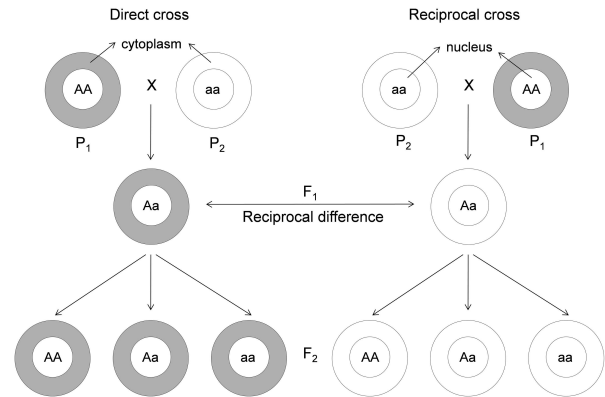 Direct cross
Reciprocal cross
cytoplasm
nucleus
AA
X
aa
aa
X
AA
P₁
P₂
P₂
P₁
Aa
F₁
Reciprocal difference
Aa
AA
Aa
aa
F₂
AA
Aa
aa